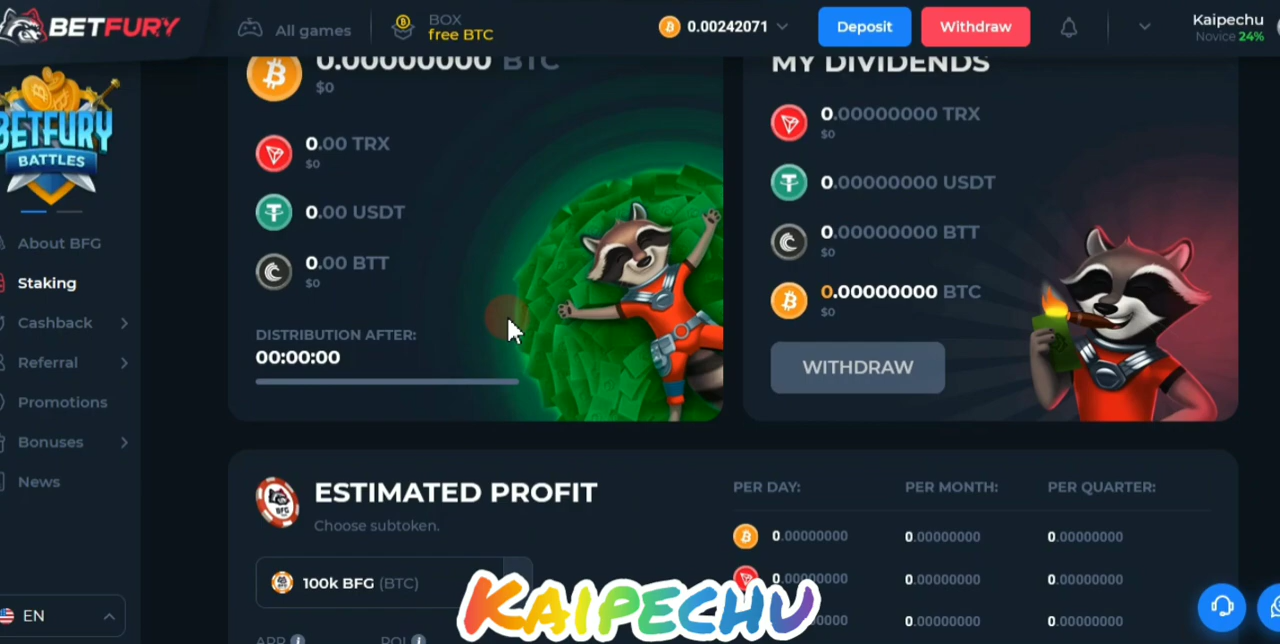 BETFURY
All games
BOX
free BTC
0.00242071
Deposit
Withdraw
Kaipechu
Novice 24%
BETFURY
BATTLES
About BFG
Staking
Cashback
Referral
Promotions
Bonuses
News
EN
0.00000000 BTC
$0
0.00 TRX
$0
0.00 USDT
0.00 BTT
$0
DISTRIBUTION AFTER:
00:00:00
MY DIVIDENDS
0.00000000 TRX
$0
0.00000000 USDT
0.00000000 BTT
$0
0.00000000 BTC
$0
WITHDRAW
BFG
ESTIMATED PROFIT
Choose subtoken.
100k BFG (BTC)
PER DAY:
PER MONTH:
PER QUARTER:
0.00000000
0.00000000
0.00000000
0.00000000
0.00000000
0.00000000
00000
0.00000000
0.00000000
APR
KAIPECHU